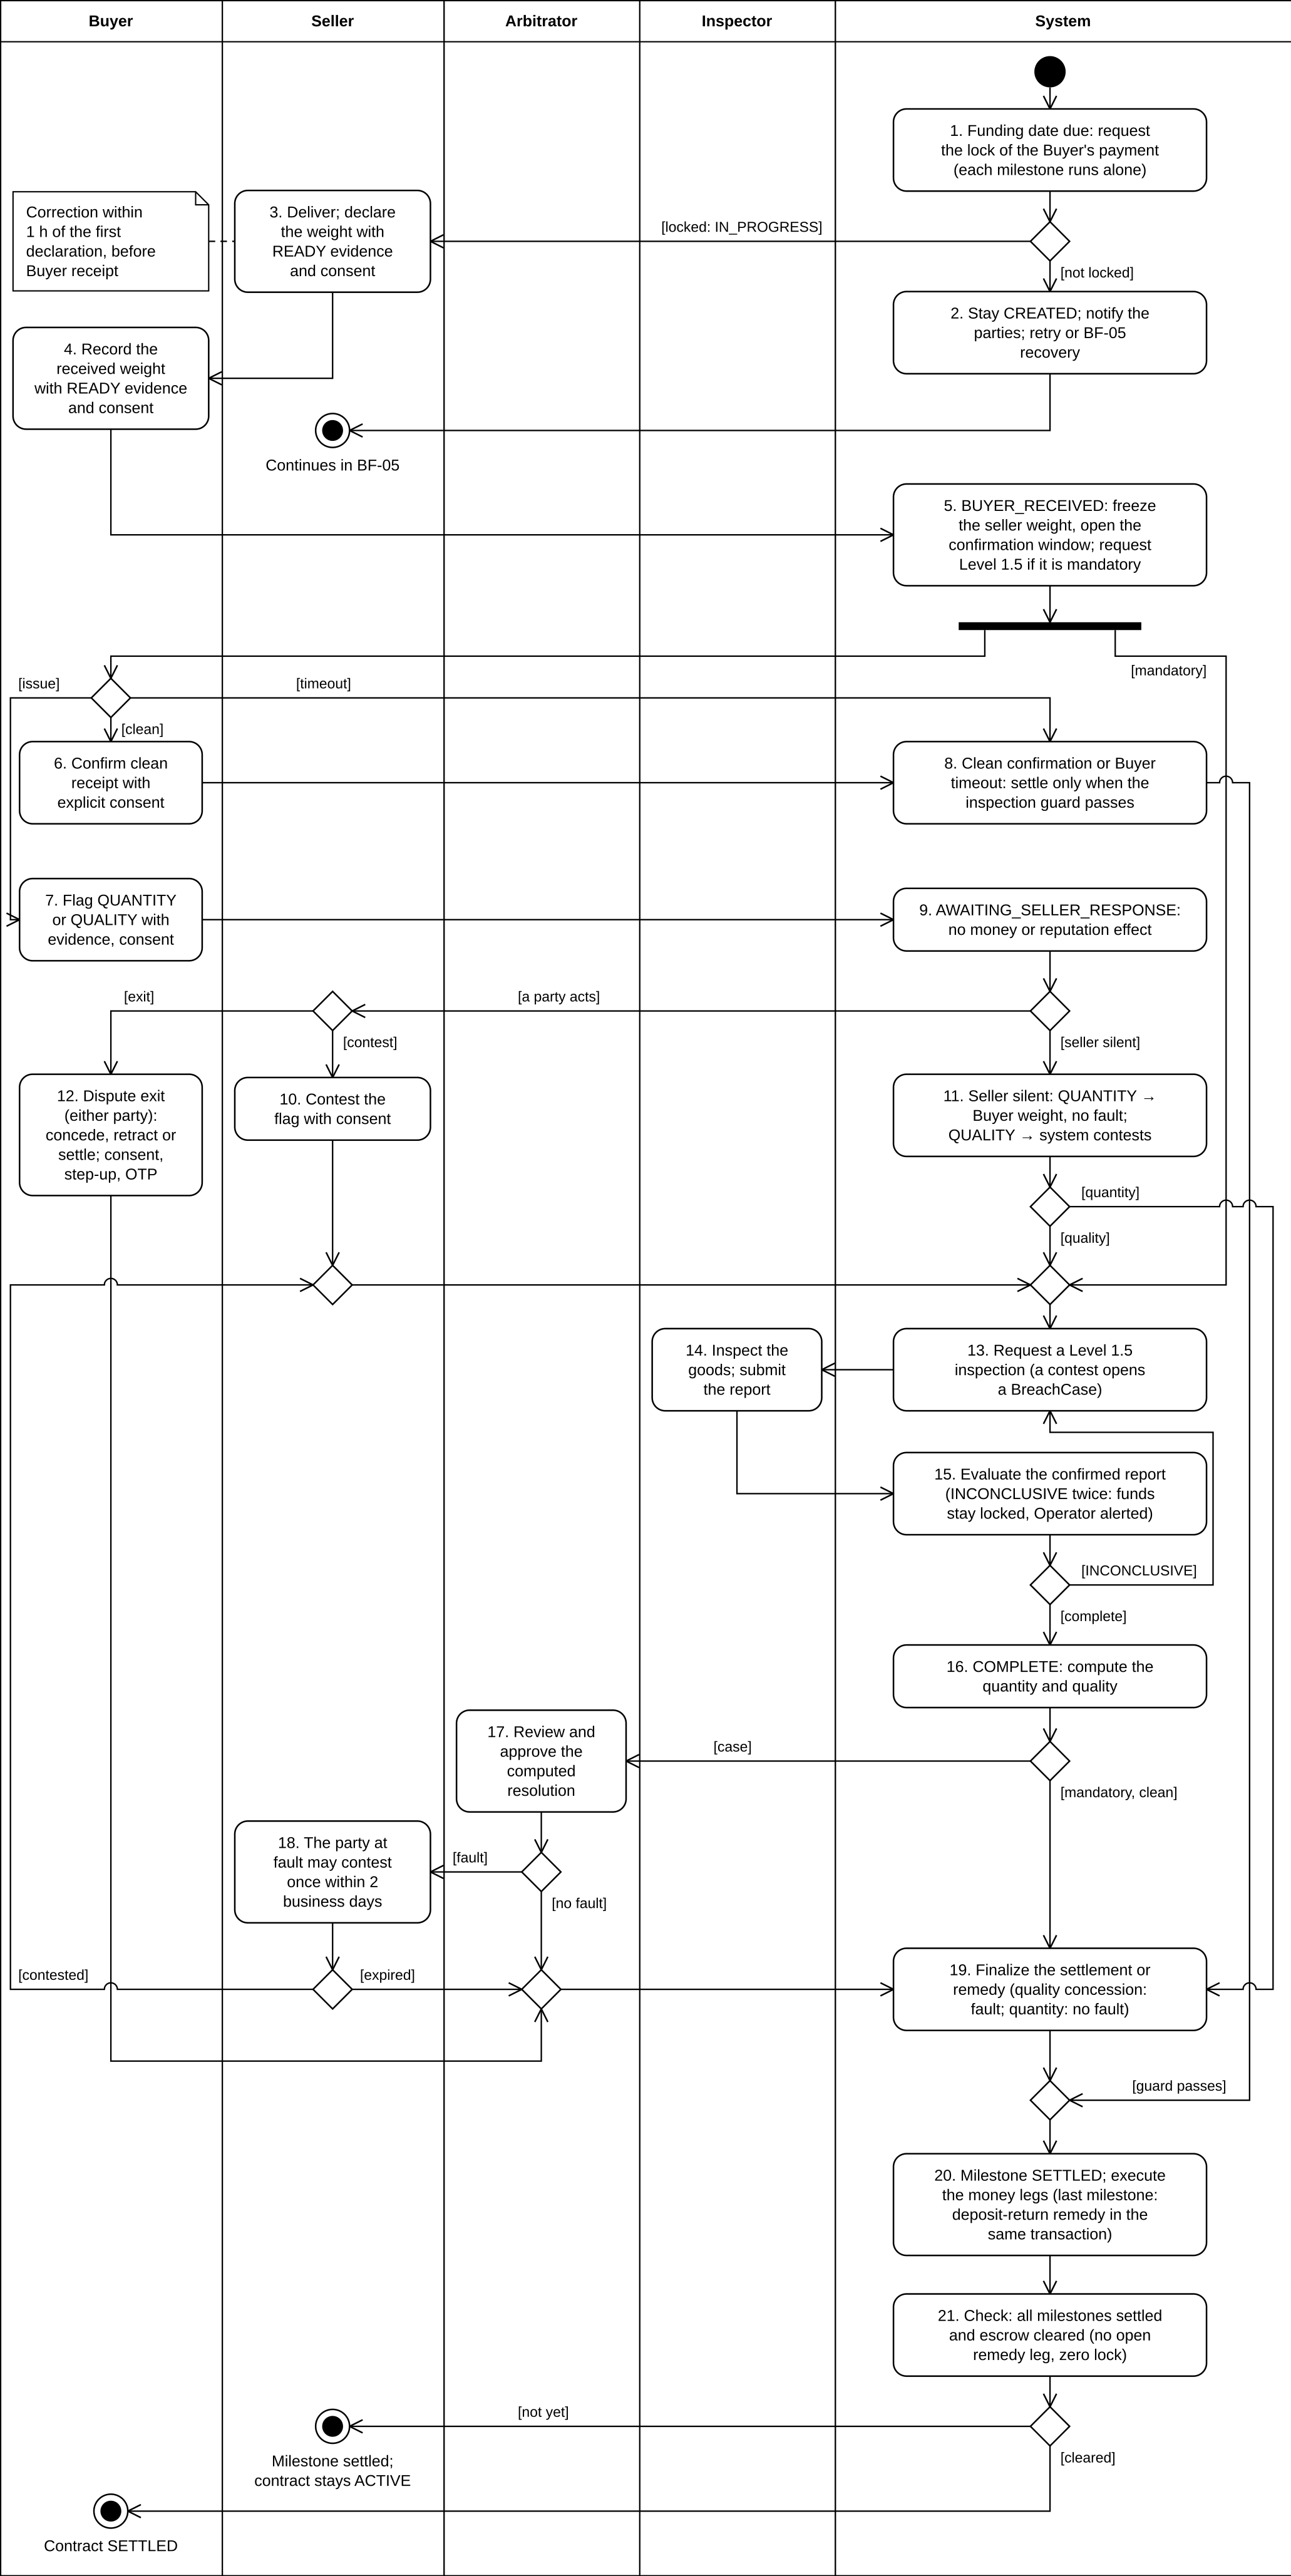 Buyer
Seller
Arbitrator
Inspector
System
1. Funding date due: request
the lock of the Buyer's payment
(each milestone runs alone)
Correction within
1 h of the first
declaration, before
Buyer receipt
3. Deliver; declare
the weight with
READY evidence
and consent
[locked: IN_PROGRESS]
[not locked]
2. Stay CREATED; notify the
parties; retry or BF-05
recovery
4. Record the
received weight
with READY evidence
and consent
Continues in BF-05
5. BUYER_RECEIVED: freeze
the seller weight, open the
confirmation window; request
Level 1.5 if it is mandatory
[mandatory]
[issue]
[timeout]
[clean]
6. Confirm clean
receipt with
explicit consent
8. Clean confirmation or Buyer
timeout: settle only when the
inspection guard passes
7. Flag QUANTITY
or QUALITY with
evidence, consent
9. AWAITING_SELLER_RESPONSE:
no money or reputation effect
[exit]
[a party acts]
[contest]
[seller silent]
12. Dispute exit
(either party):
concede, retract or
settle; consent,
step-up, OTP
10. Contest the
flag with consent
11. Seller silent: QUANTITY →
Buyer weight, no fault;
QUALITY → system contests
[quantity]
[quality]
14. Inspect the
goods; submit
the report
13. Request a Level 1.5
inspection (a contest opens
a BreachCase)
15. Evaluate the confirmed report
(INCONCLUSIVE twice: funds
stay locked, Operator alerted)
[INCONCLUSIVE]
[complete]
16. COMPLETE: compute the
quantity and quality
17. Review and
approve the
computed
resolution
[case]
[mandatory, clean]
18. The party at
fault may contest
once within 2
business days
[fault]
[no fault]
[contested]
[expired]
19. Finalize the settlement or
remedy (quality concession:
fault; quantity: no fault)
[guard passes]
20. Milestone SETTLED; execute
the money legs (last milestone:
deposit-return remedy in the
same transaction)
21. Check: all milestones settled
and escrow cleared (no open
remedy leg, zero lock)
[not yet]
[cleared]
Milestone settled;
contract stays ACTIVE
Contract SETTLED